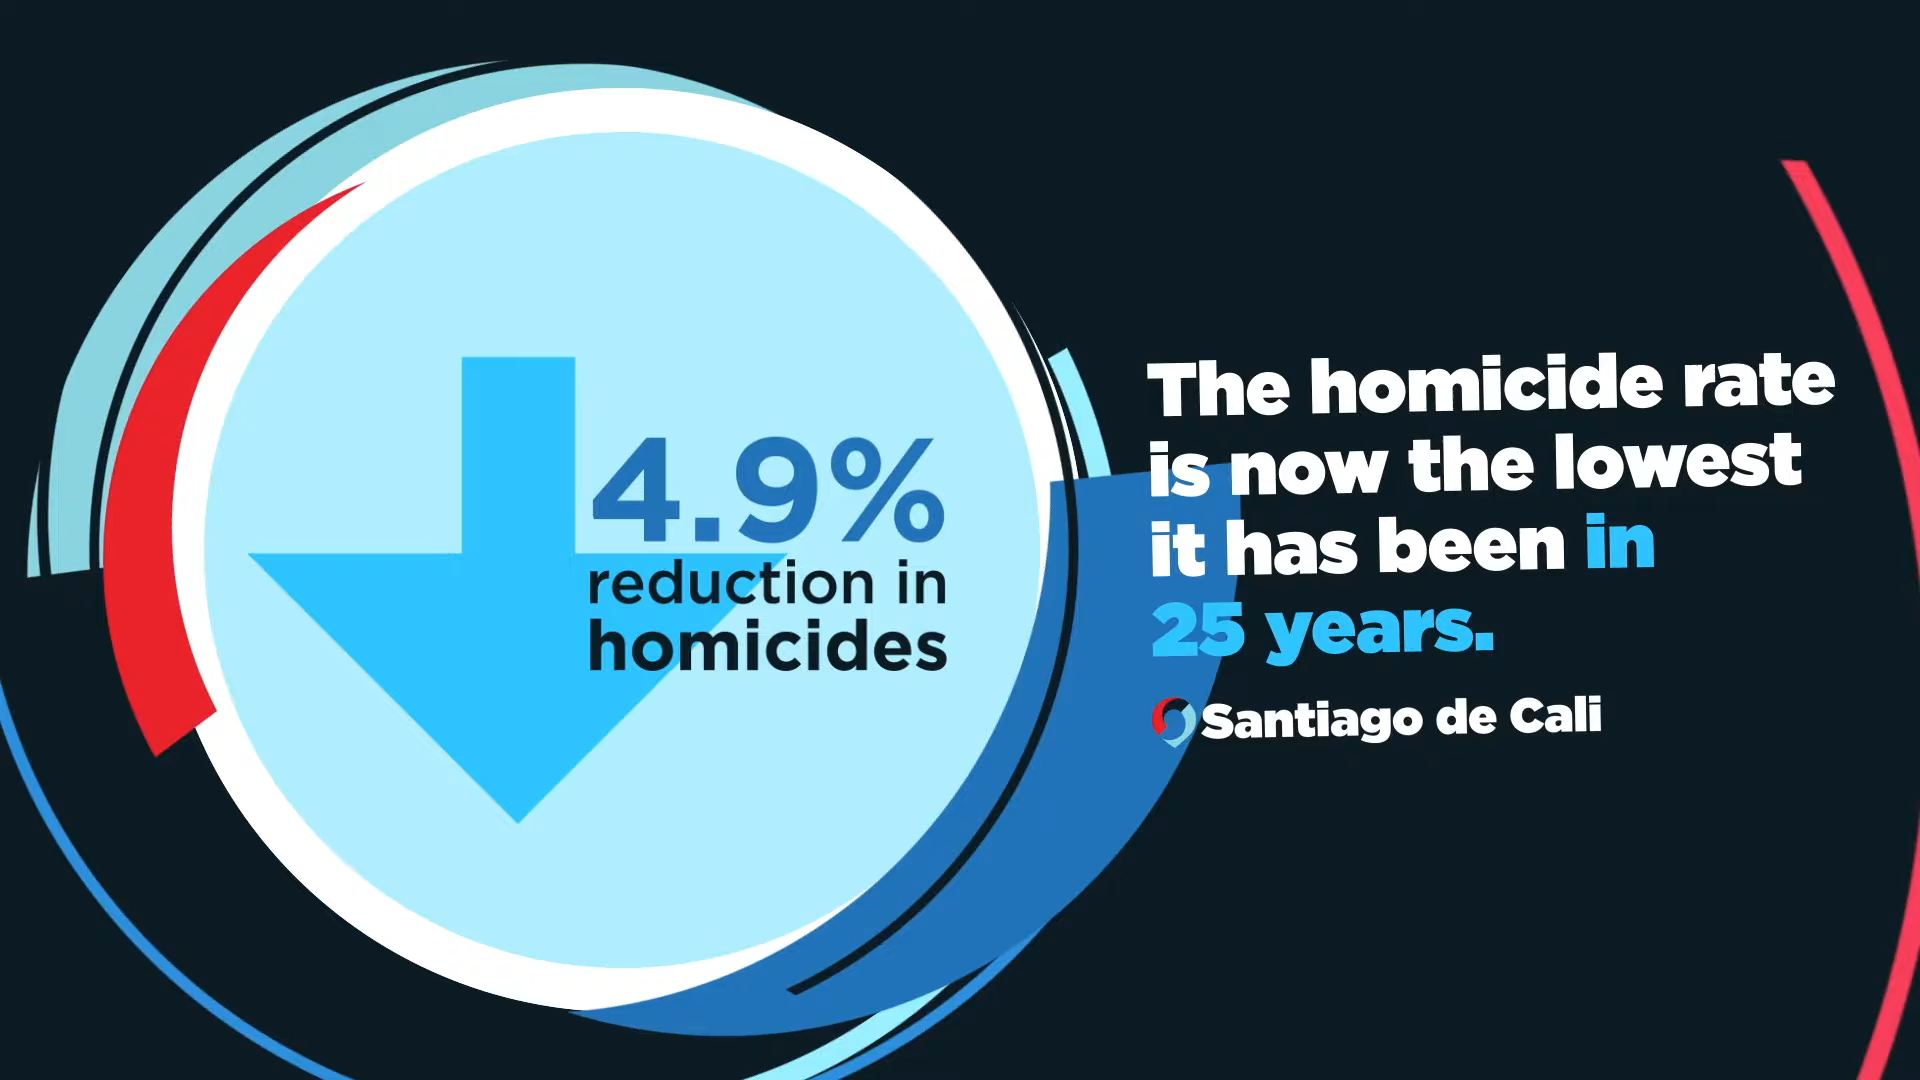 4.9%
reduction in
homicides
The homicide rate
is now the lowest
it has been in
25 years.
Santiago de Cali